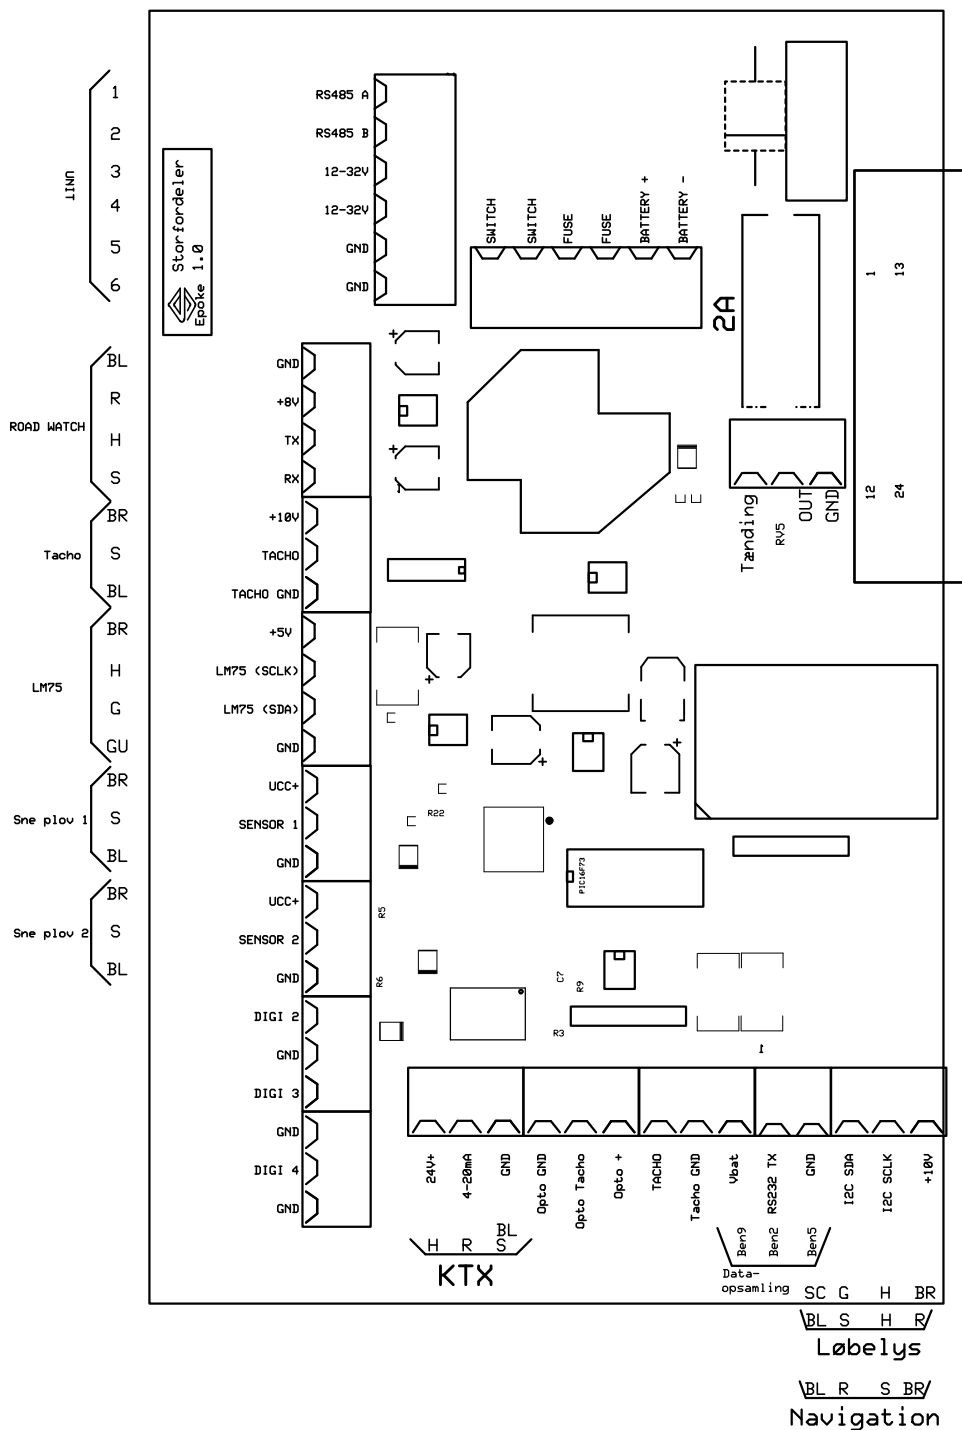 UNIT
1
2
3
4
5
6
Storfordeler
Epoke 1.0
RS485 A
RS485 B
12-32V
12-32V
GND
GND
SWITCH
SWITCH
FUSE
FUSE
BATTERY +
BATTERY -
2A
1
13
12
24
Tænding
RV5
OUT
GND
ROAD WATCH
BL
R
H
S
GND
+8V
TX
RX
+
+
1
Tacho
BR
S
BL
+10V
TACHO
TACHO GND
LM75
BR
H
G
GU
+5V
LM75 (SCLK)
LM75 (SDA)
GND
+
+
+
Sne plov 1
BR
S
BL
UCC+
SENSOR 1
GND
R22
PIC16F73
Sne plov 2
BR
S
BL
UCC+
SENSOR 2
GND
R5
R6
C7
R9
R3
1
DIGI 2
GND
DIGI 3
GND
DIGI 4
GND
24V+
4-20mA
GND
Opto GND
Opto Tacho
Opto +
TACHO
Tacho GND
Vbat
RS232 TX
GND
I2C SDA
I2C SCLK
+10V
BL
H R S
KTX
Ben9
Ben2
Ben5
Data-
opsamling
SC G H BR
BL S H R
Løbelys
BL R S BR
Navigation